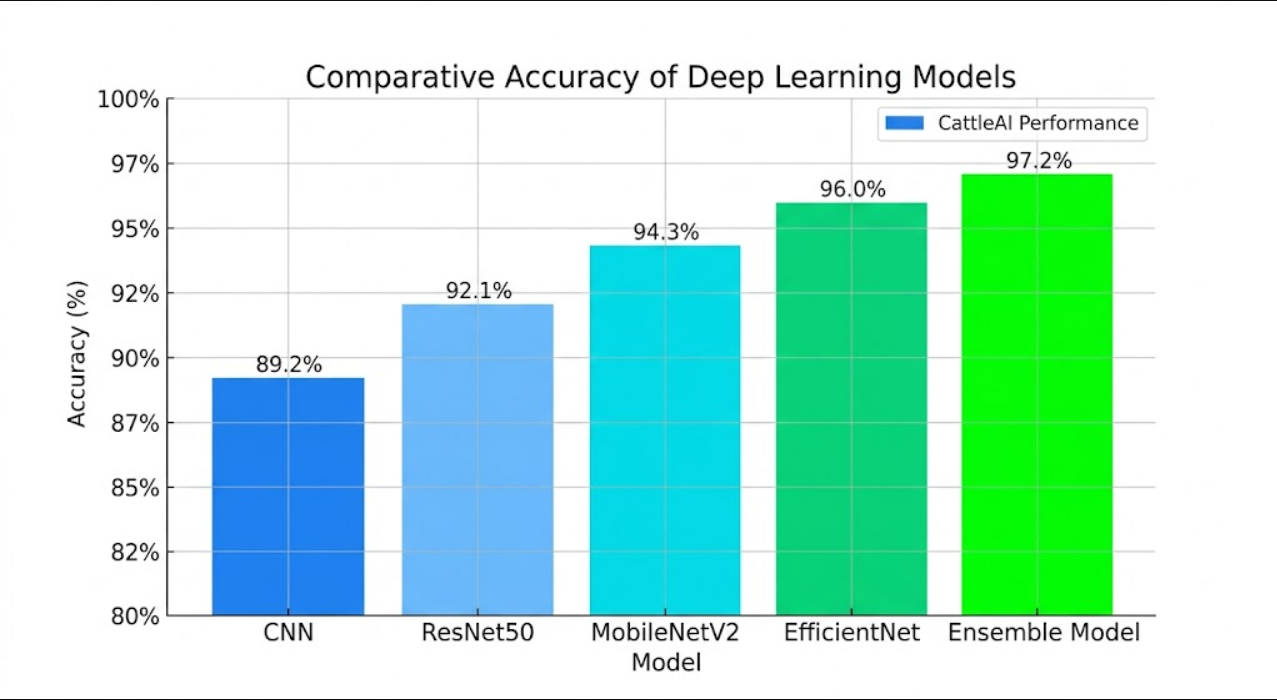 Comparative Accuracy of Deep Learning Models
CattleAI Performance
100%
97%
95%
92%
90%
87%
85%
82%
80%
Accuracy (%)
89.2%
92.1%
94.3%
96.0%
97.2%
CNN
ResNet50
MobileNetV2
EfficientNet
Ensemble Model
Model